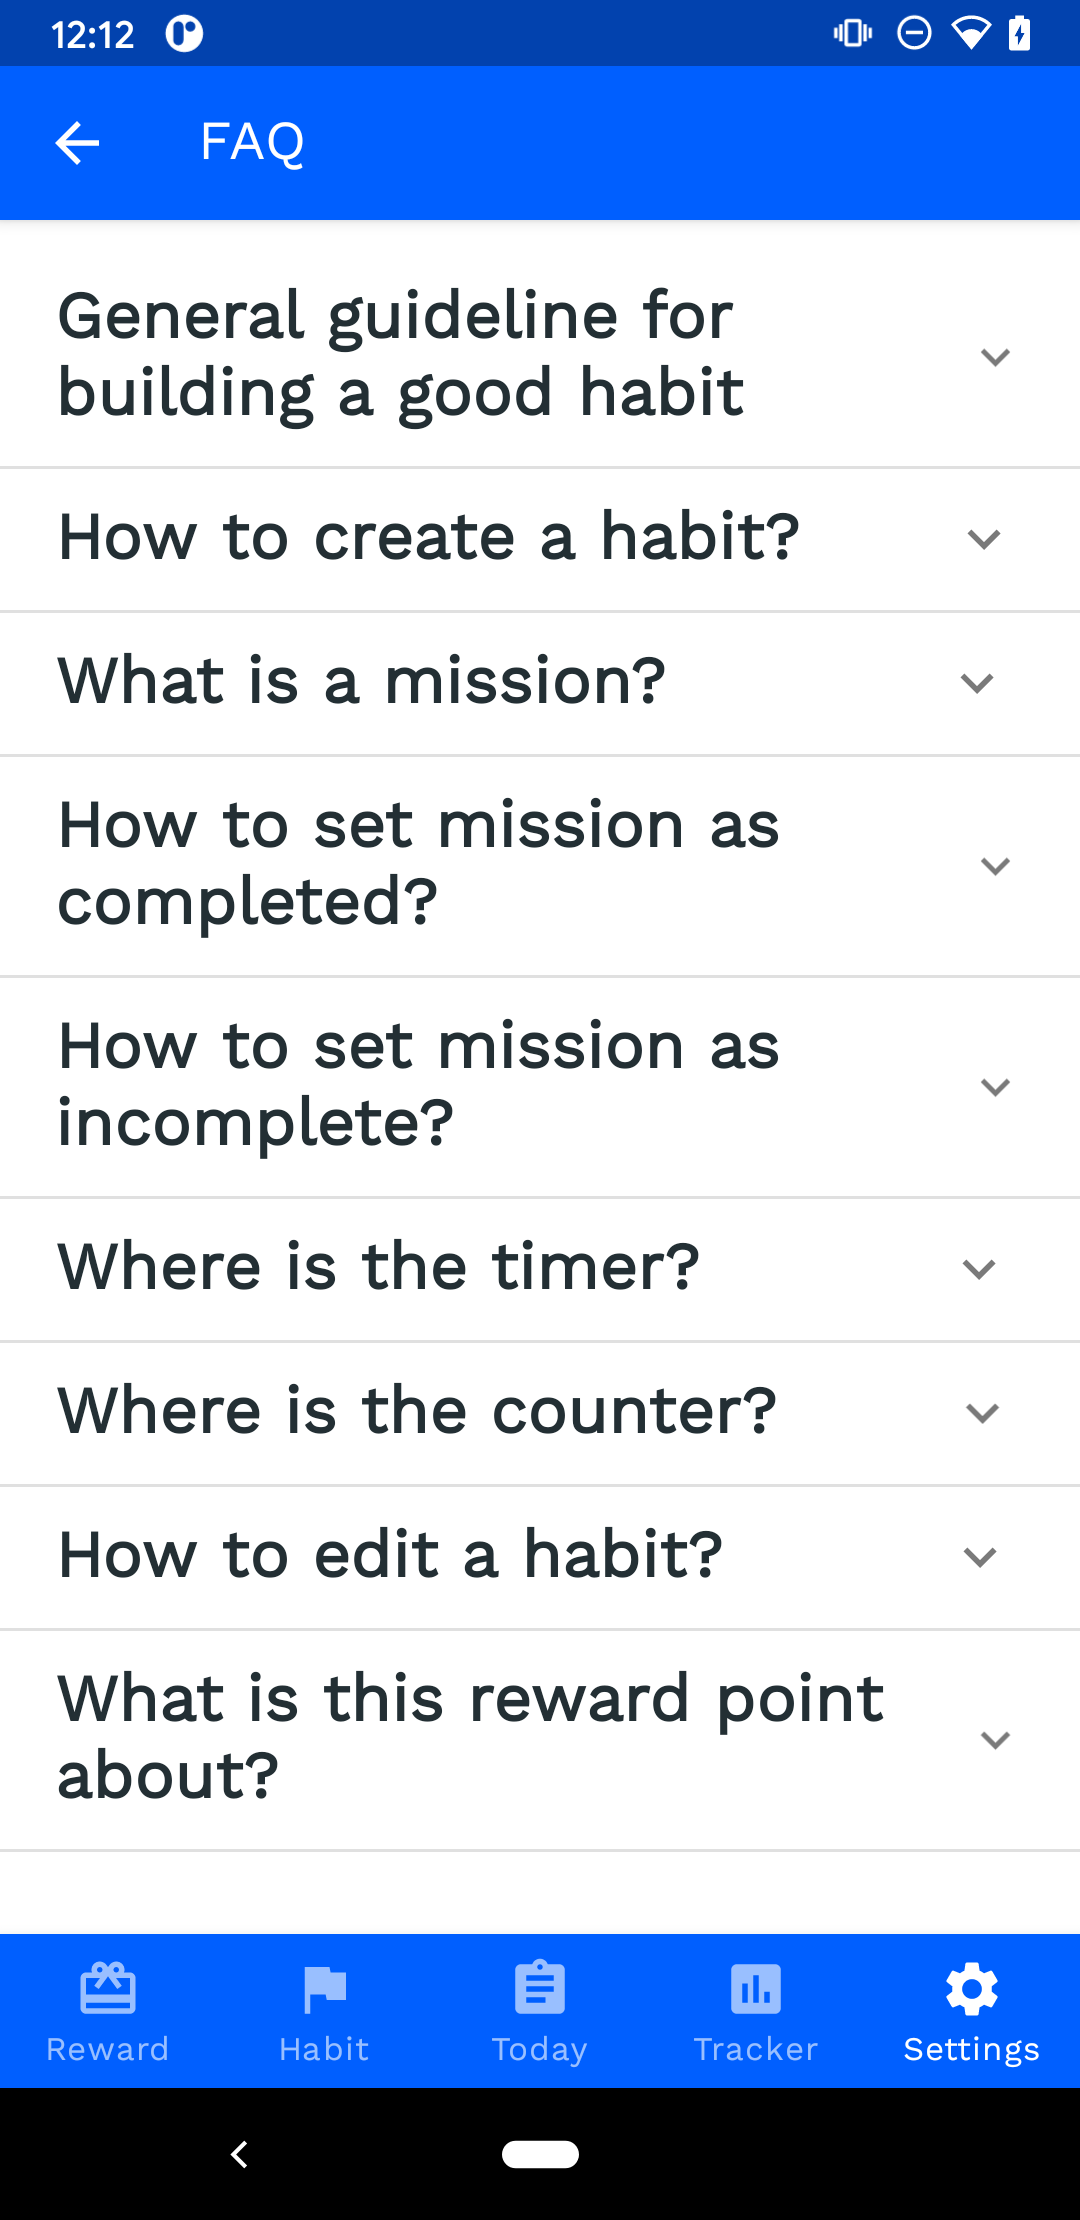 12:12
FAQ
General guideline for
building a good habit
How to create a habit?
What is a mission?
How to set mission as
completed?
How to set mission as
incomplete?
Where is the timer?
Where is the counter?
How to edit a habit?
What is this reward point
about?
Reward
Habit
Today
Tracker
Settings